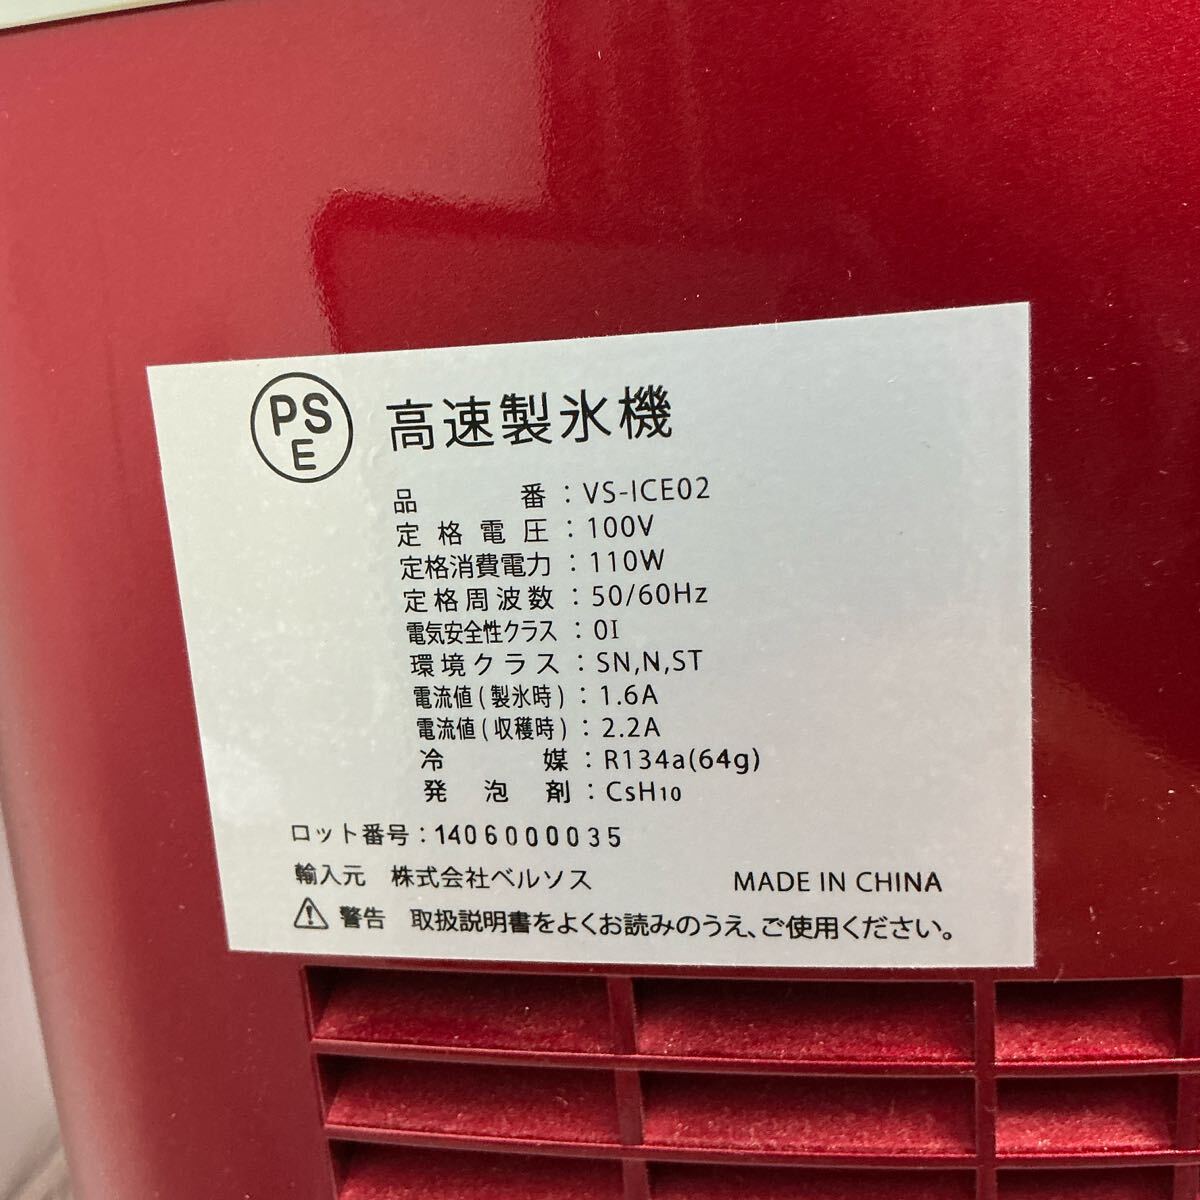 PS
E
高速製氷機
品番：VS-ICE02
定格電圧：100V
定格消費電力：110W
定格周波数：50/60Hz
電気安全性クラス：0I
環境クラス：SN,N,ST
電流値(製氷時)：1.6A
電流値(収穫時)：2.2A
冷媒：R134a(64g)
発泡剤：CsH10
ロット番号：1406000035
輸入元 株式会社ベルソス MADE IN CHINA
⚠ 警告 取扱説明書をよくお読みのうえ、ご使用ください。